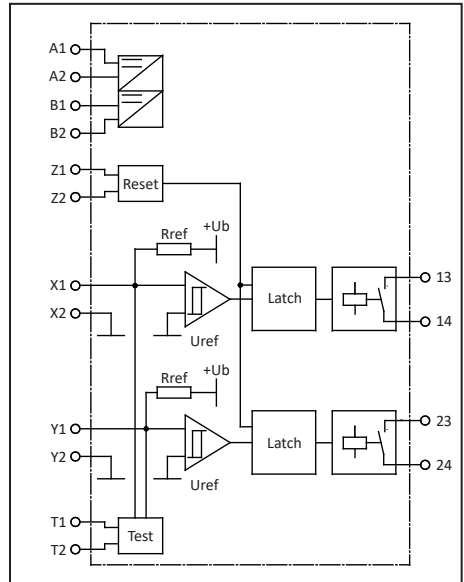 A1
A2
B1
B2
Z1
Z2
Reset
Rref
+Ub
X1
X2
Uref
Latch
13
14
Rref
+Ub
Y1
Y2
Uref
Latch
23
24
T1
T2
Test